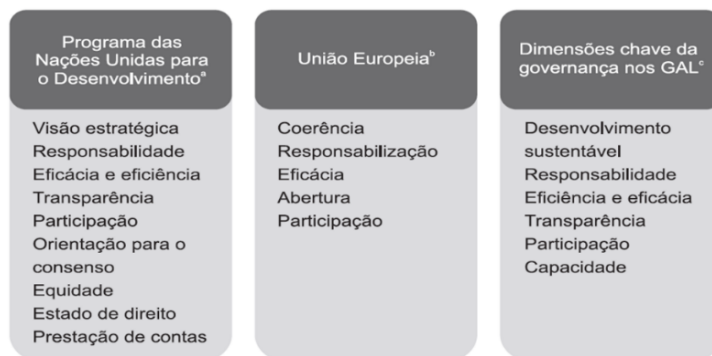 Programa das
Nações Unidas para
o Desenvolvimentoᵃ
Visão estratégica
Responsabilidade
Eficácia e eficiência
Transparência
Participação
Orientação para o
consenso
Equidade
Estado de direito
Prestação de contas
União Europeiaᵇ
Coerência
Responsabilização
Eficácia
Abertura
Participação
Dimensões chave da
governança nos GALᶜ
Desenvolvimento
sustentável
Responsabilidade
Eficiência e eficácia
Transparência
Participação
Capacidade